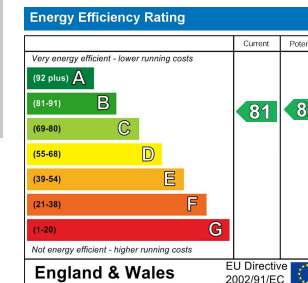 Energy Efficiency Rating
Current
Very energy efficient - lower running costs
(92 plus) A
(81-91) B
(69-80) C
(55-68) D
(39-54) E
(21-38) F
(1-20) G
81
Not energy efficient - higher running costs
England & Wales
EU Directive
2002/91/EC